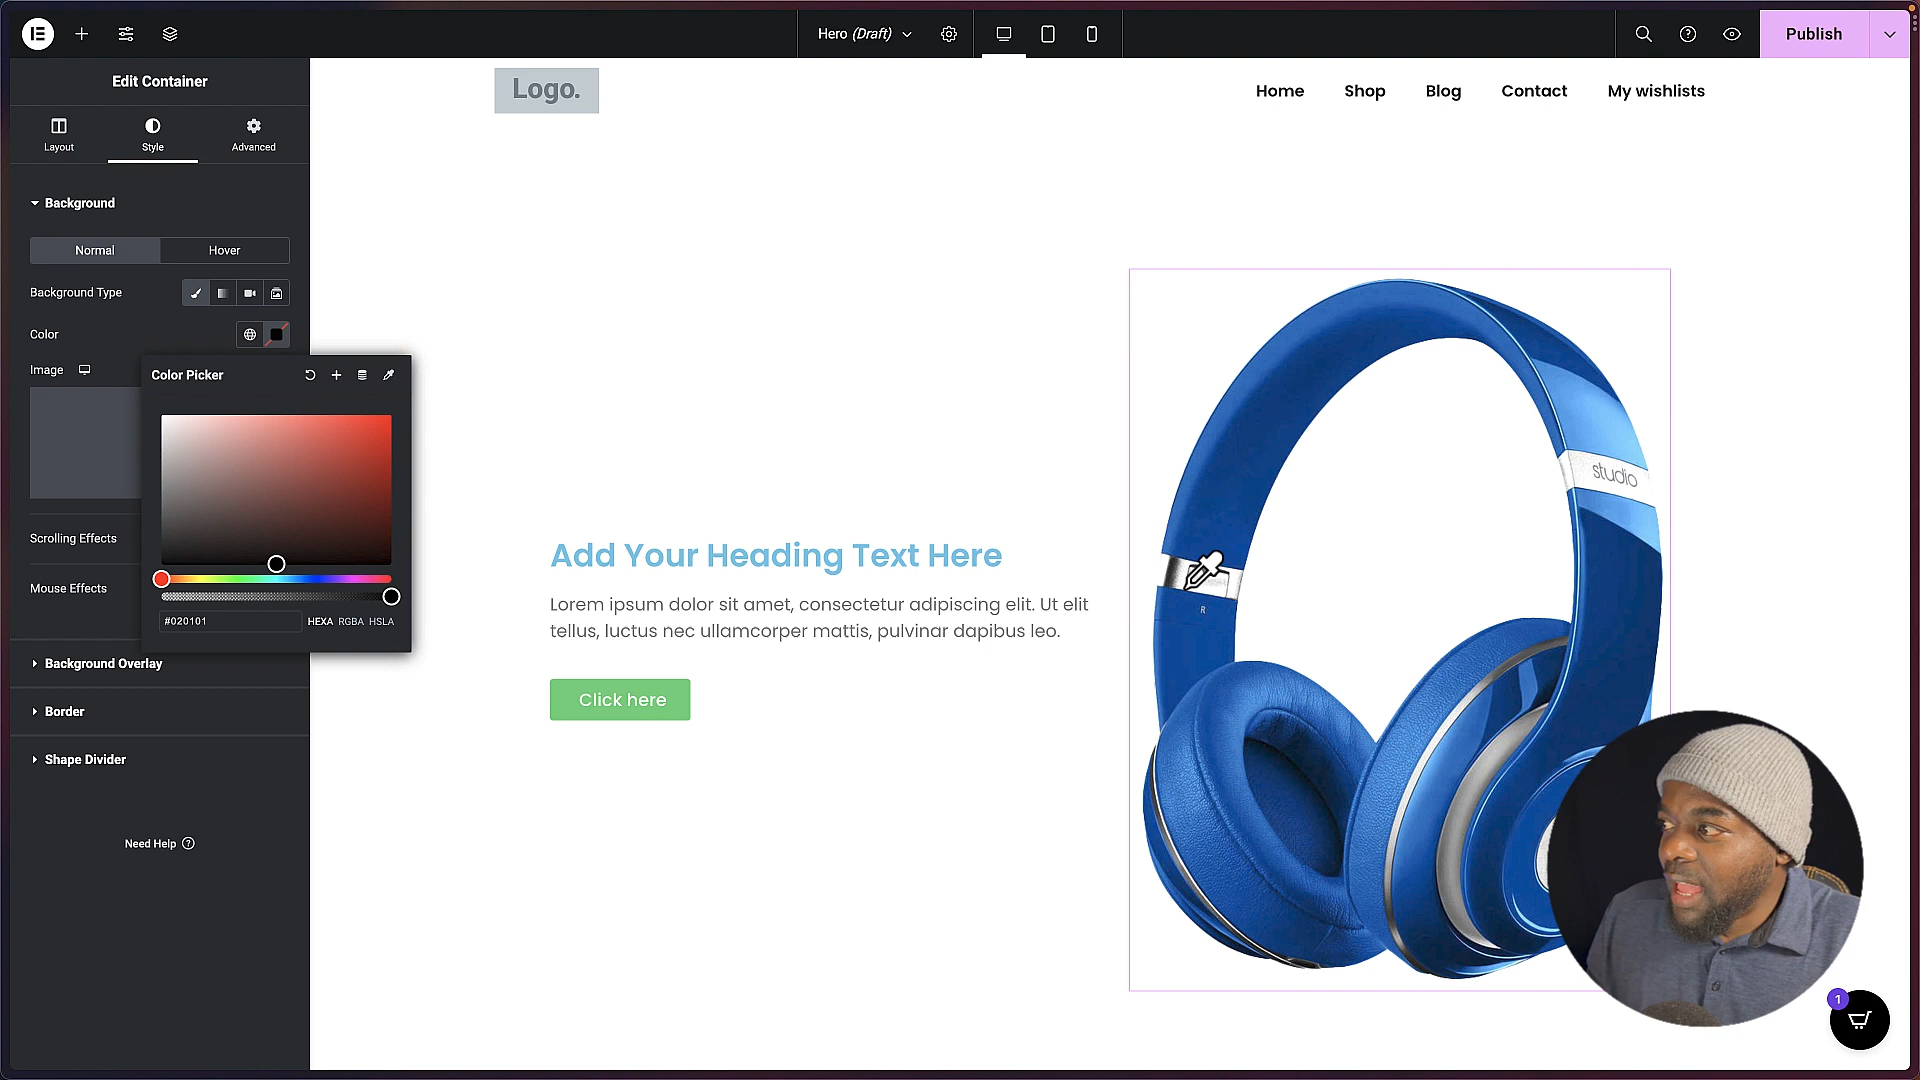 Hero (Draft)
Publish
Edit Container
Layout
Style
Advanced
Background
Normal
Hover
Background Type
Color
Image
Color Picker
#020101
HEXA RGBA HSLA
Scrolling Effects
Mouse Effects
Background Overlay
Border
Shape Divider
Need Help ?
Logo.
Home
Shop
Blog
Contact
My wishlists
Add Your Heading Text Here
Lorem ipsum dolor sit amet, consectetur adipiscing elit. Ut elit
tellus, luctus nec ullamcorper mattis, pulvinar dapibus leo.
Click here
studio
R
1